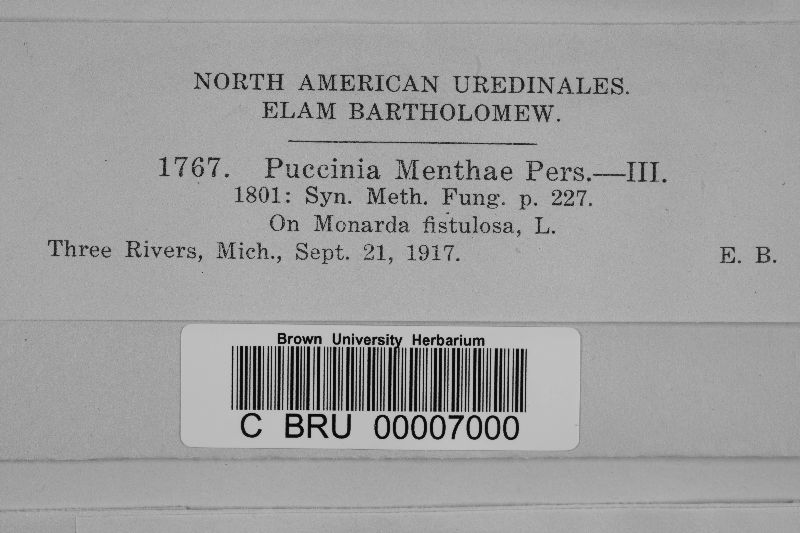 NORTH AMERICAN UREDINALES.
ELAM BARTHOLOMEW.
1767. Puccinia Menthae Pers.—III.
1801: Syn. Meth. Fung. p. 227.
On Monarda fistulosa, L.
Three Rivers, Mich., Sept. 21, 1917. E. B.
Brown University Herbarium
C BRU 00007000